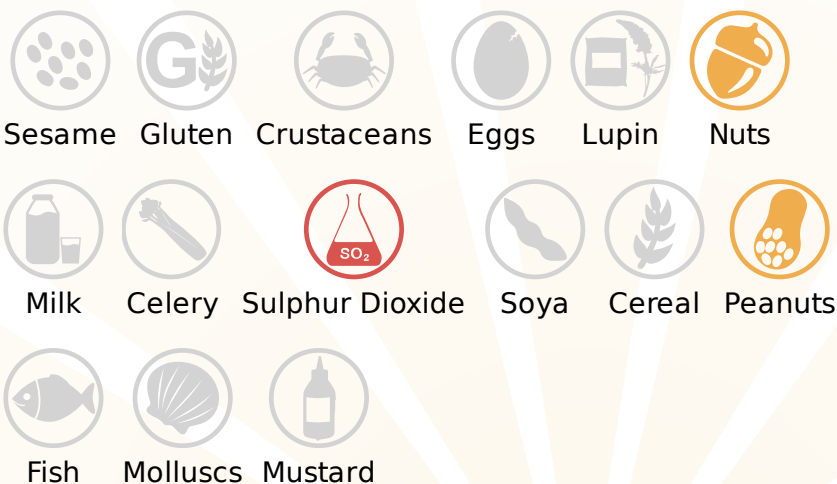 G
Sesame Gluten Crustaceans Eggs Lupin Nuts
SO₂
Milk Celery Sulphur Dioxide Soya Cereal Peanuts
Fish Molluscs Mustard